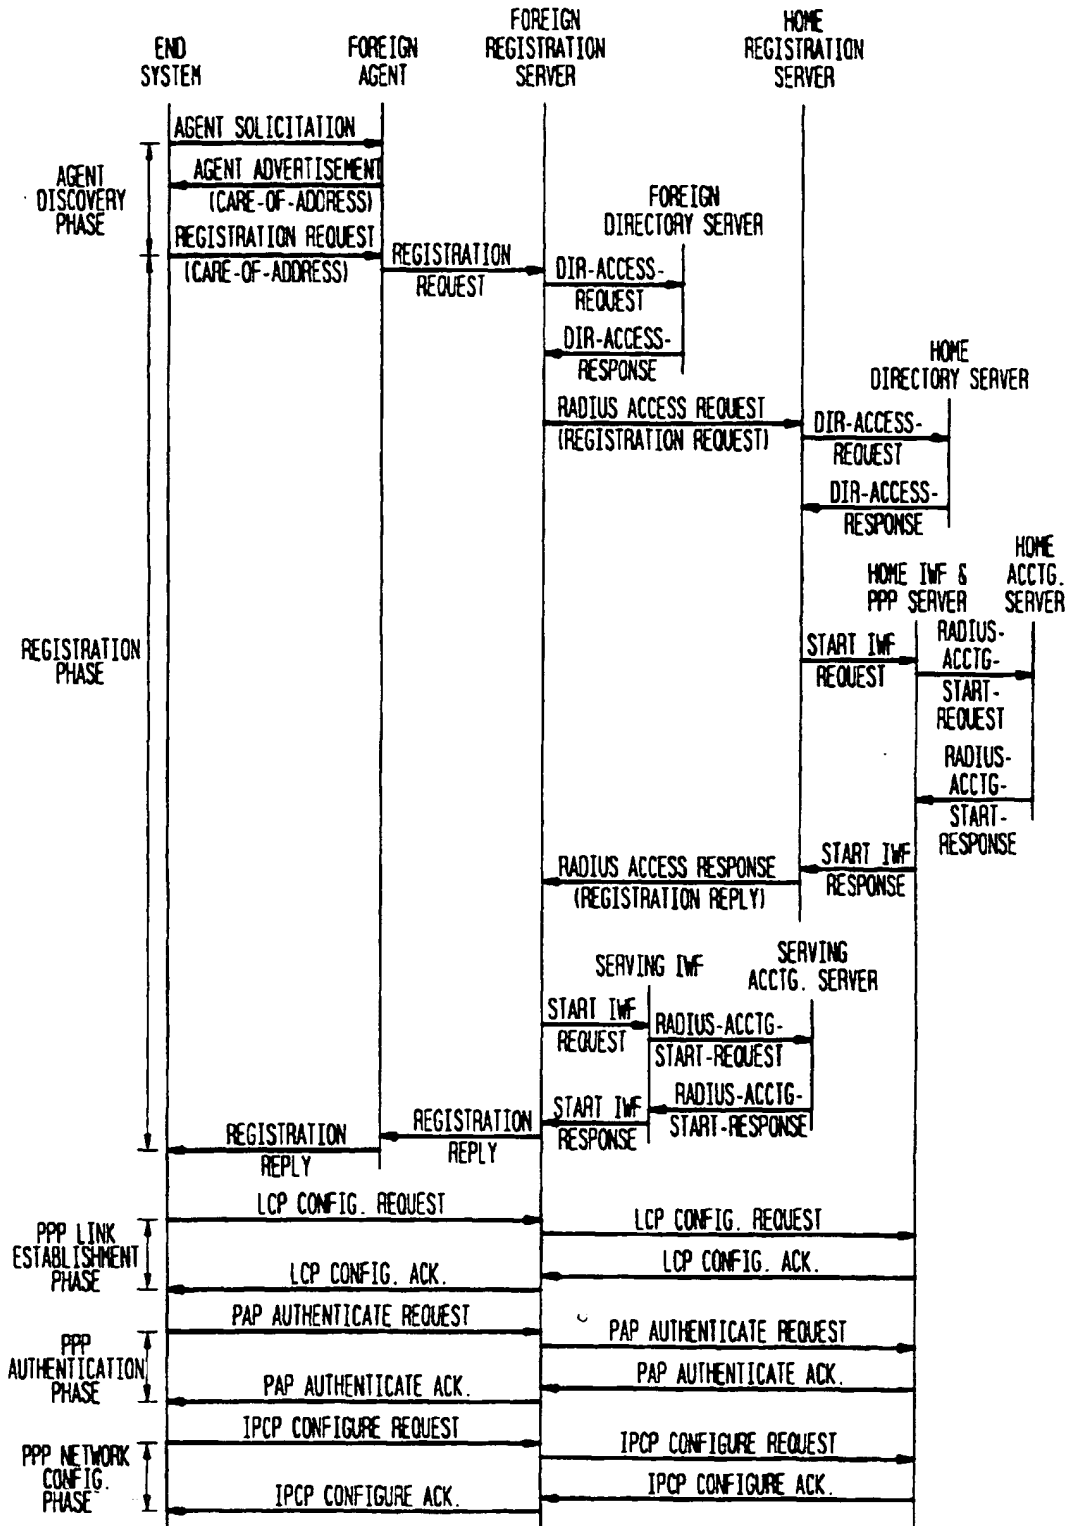 END
SYSTEM
FOREIGN
AGENT
FOREIGN
REGISTRATION
SERVER
HOME
REGISTRATION
SERVER
AGENT SOLICITATION
AGENT
DISCOVERY
PHASE
AGENT ADVERTISEMENT
(CARE-OF-ADDRESS)
REGISTRATION REQUEST
(CARE-OF-ADDRESS)
REGISTRATION
REQUEST
FOREIGN
DIRECTORY SERVER
DIR-ACCESS-
REQUEST
DIR-ACCESS-
RESPONSE
HOME
DIRECTORY SERVER
RADIUS ACCESS REQUEST
(REGISTRATION REQUEST)
DIR-ACCESS-
REQUEST
DIR-ACCESS-
RESPONSE
HOME IWF &
PPP SERVER
HOME
ACCTG.
SERVER
REGISTRATION
PHASE
START IWF
REQUEST
RADIUS-
ACCTG-
START-
REQUEST
RADIUS-
ACCTG-
START-
RESPONSE
START IWF
RESPONSE
RADIUS ACCESS RESPONSE
(REGISTRATION REPLY)
SERVING IWF
SERVING
ACCTG. SERVER
START IWF
REQUEST
RADIUS-ACCTG-
START-REQUEST
RADIUS-ACCTG-
START-RESPONSE
START IWF
RESPONSE
REGISTRATION
REPLY
REGISTRATION
REPLY
LCP CONFIG. REQUEST
LCP CONFIG. REQUEST
PPP LINK
ESTABLISHMENT
PHASE
LCP CONFIG. ACK.
LCP CONFIG. ACK.
PAP AUTHENTICATE REQUEST
PAP AUTHENTICATE REQUEST
PPP
AUTHENTICATION
PHASE
PAP AUTHENTICATE ACK.
PAP AUTHENTICATE ACK.
IPCP CONFIGURE REQUEST
IPCP CONFIGURE REQUEST
PPP NETWORK
CONFIG.
PHASE
IPCP CONFIGURE ACK.
IPCP CONFIGURE ACK.